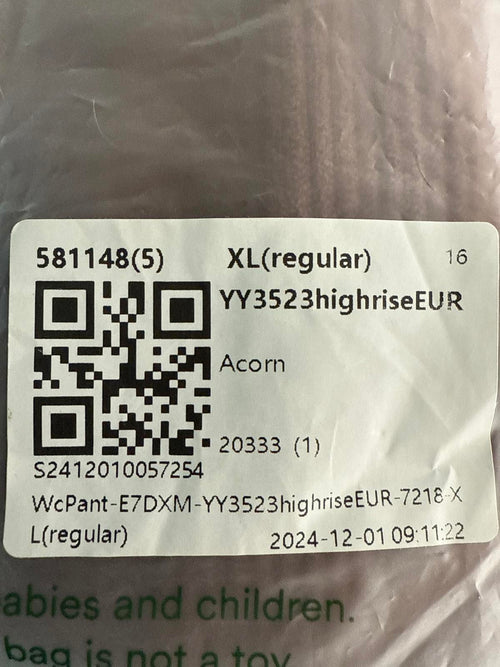 581148(5) XL(regular) 16
YY3523highriseEUR
Acorn
20333 (1)
S2412010057254
WcPant-E7DXM-YY3523highriseEUR-7218-X
L(regular) 2024-12-01 09:11:22
abies and children.
bag is not a toy